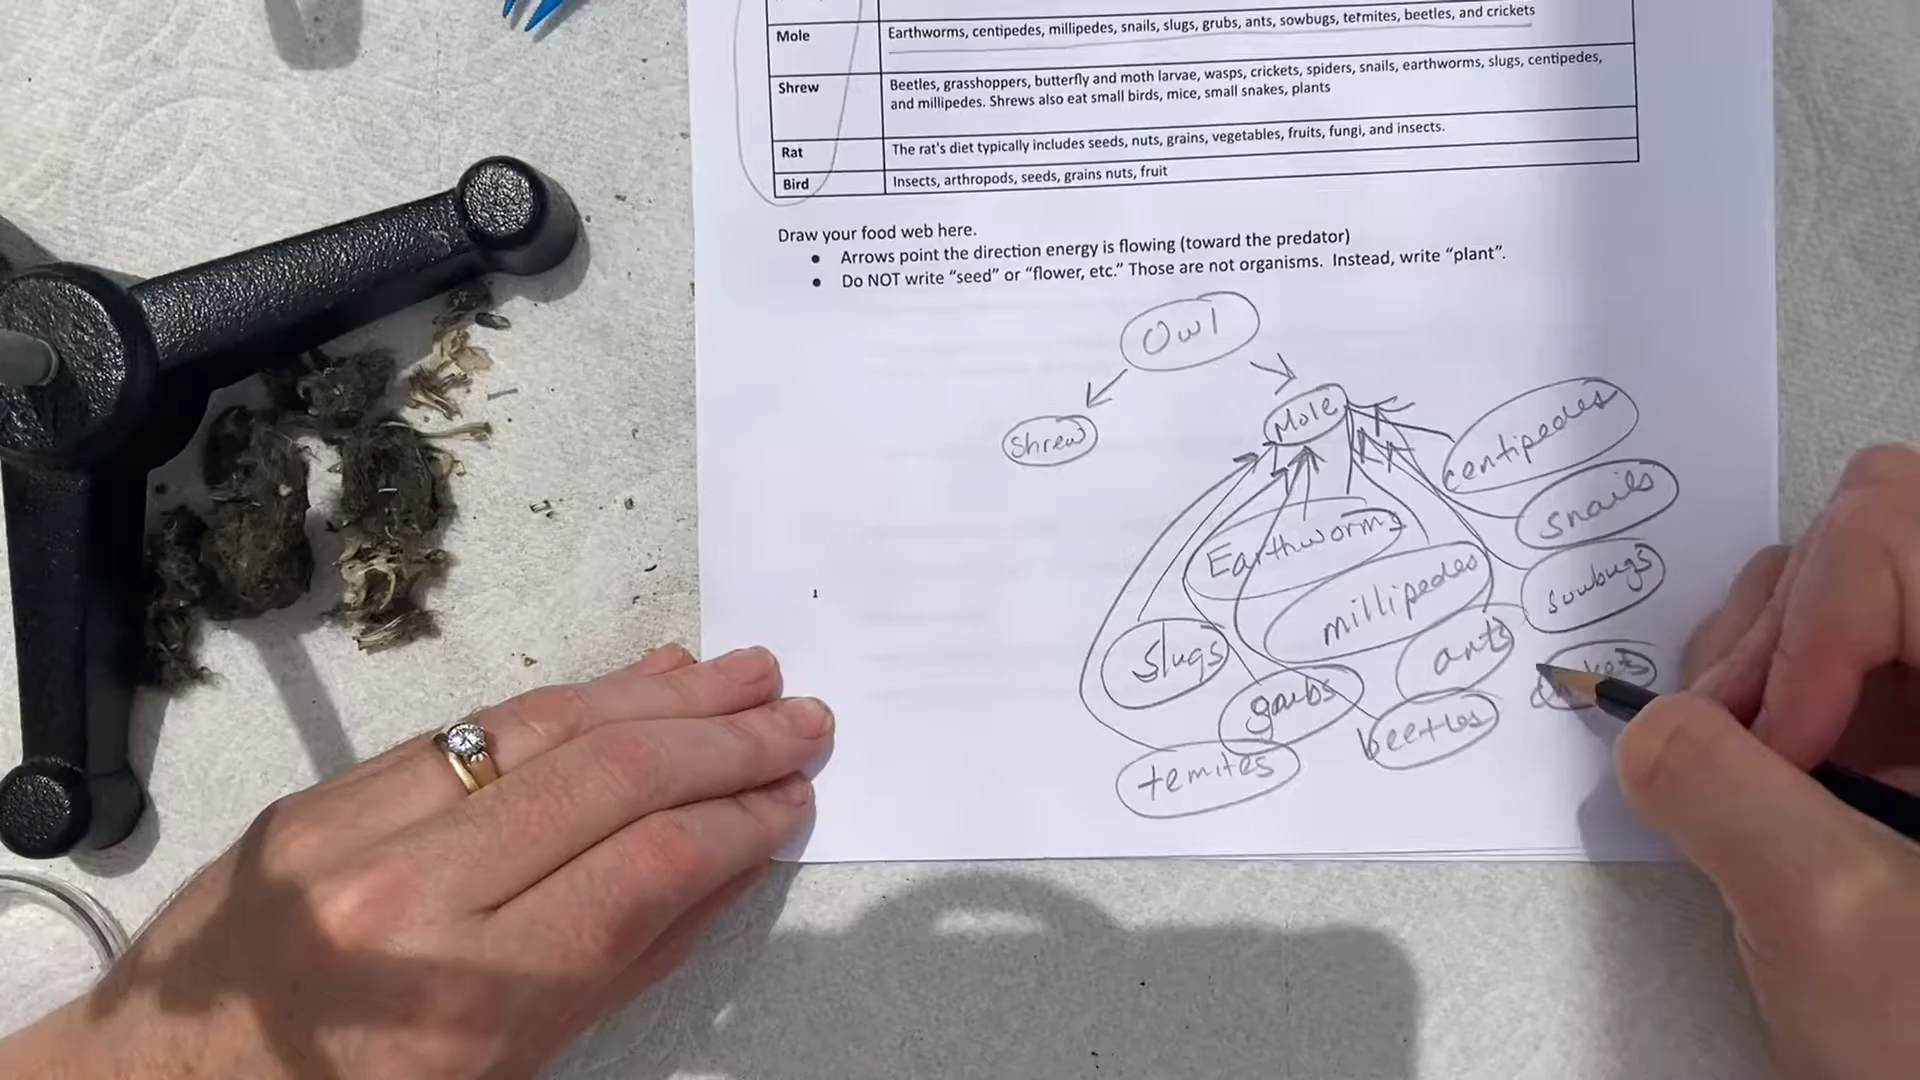 Mole
Earthworms, centipedes, millipedes, snails, slugs, grubs, ants, sowbugs, termites, beetles, and crickets
Shrew
Beetles, grasshoppers, butterfly and moth larvae, wasps, crickets, spiders, snails, earthworms, slugs, centipedes,
and millipedes. Shrews also eat small birds, mice, small snakes, plants
Rat
The rat's diet typically includes seeds, nuts, grains, vegetables, fruits, fungi, and insects.
Bird
Insects, arthropods, seeds, grains nuts, fruit
Draw your food web here.
• Arrows point the direction energy is flowing (toward the predator)
• Do NOT write “seed” or “flower, etc.” Those are not organisms. Instead, write “plant”.
Owl
Mole
Shrew
centipedes
snails
Earthworms
millipedes
sowbugs
slugs
ants
grubs
beetles
temites
1